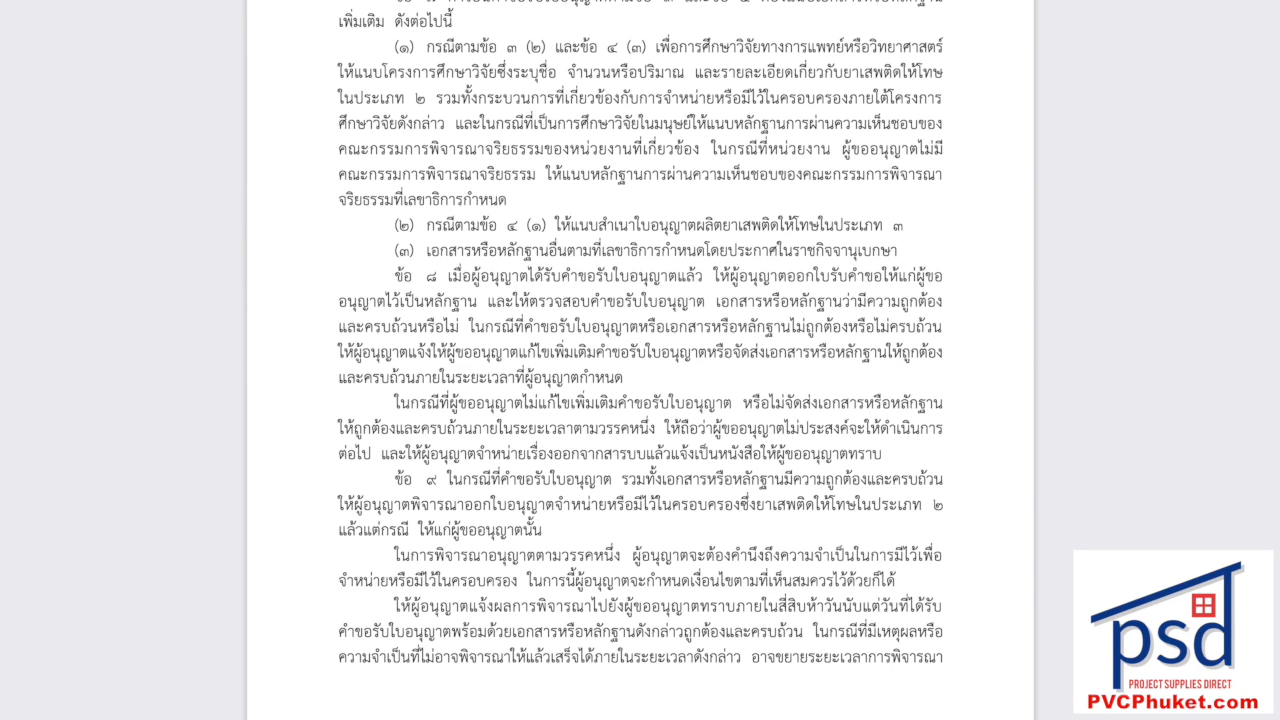 เพิ่มเติม ดังต่อไปนี้
(๑) กรณีตามข้อ ๓ (๒) และข้อ ๔ (๓) เพื่อการศึกษาวิจัยทางการแพทย์หรือวิทยาศาสตร์
ให้แนบโครงการศึกษาวิจัยซึ่งระบุชื่อ จำนวนหรือปริมาณ และรายละเอียดเกี่ยวกับยาเสพติดให้โทษ
ในประเภท ๒ รวมทั้งกระบวนการที่เกี่ยวข้องกับการจำหน่ายหรือมีไว้ในครอบครองภายใต้โครงการ
ศึกษาวิจัยดังกล่าว และในกรณีที่เป็นการศึกษาวิจัยในมนุษย์ให้แนบหลักฐานการผ่านความเห็นชอบของ
คณะกรรมการพิจารณาจริยธรรมของหน่วยงานที่เกี่ยวข้อง ในกรณีที่หน่วยงาน ผู้ขออนุญาตไม่มี
คณะกรรมการพิจารณาจริยธรรม ให้แนบหลักฐานการผ่านความเห็นชอบของคณะกรรมการพิจารณา
จริยธรรมที่เลขาธิการกำหนด
(๒) กรณีตามข้อ ๔ (๑) ให้แนบสำเนาใบอนุญาตผลิตยาเสพติดให้โทษในประเภท ๓
(๓) เอกสารหรือหลักฐานอื่นตามที่เลขาธิการกำหนดโดยประกาศในราชกิจจานุเบกษา
ข้อ ๘ เมื่อผู้อนุญาตได้รับคำขอรับใบอนุญาตแล้ว ให้ผู้อนุญาตออกใบรับคำขอให้แก่ผู้ขอ
อนุญาตไว้เป็นหลักฐาน และให้ตรวจสอบคำขอรับใบอนุญาต เอกสารหรือหลักฐานว่ามีความถูกต้อง
และครบถ้วนหรือไม่ ในกรณีที่คำขอรับใบอนุญาตหรือเอกสารหรือหลักฐานไม่ถูกต้องหรือไม่ครบถ้วน
ให้ผู้อนุญาตแจ้งให้ผู้ขออนุญาตแก้ไขเพิ่มเติมคำขอรับใบอนุญาตหรือจัดส่งเอกสารหรือหลักฐานให้ถูกต้อง
และครบถ้วนภายในระยะเวลาที่ผู้อนุญาตกำหนด
ในกรณีที่ผู้ขออนุญาตไม่แก้ไขเพิ่มเติมคำขอรับใบอนุญาต หรือไม่จัดส่งเอกสารหรือหลักฐาน
ให้ถูกต้องและครบถ้วนภายในระยะเวลาตามวรรคหนึ่ง ให้ถือว่าผู้ขออนุญาตไม่ประสงค์จะให้ดำเนินการ
ต่อไป และให้ผู้อนุญาตจำหน่ายเรื่องออกจากสารบบแล้วแจ้งเป็นหนังสือให้ผู้ขออนุญาตทราบ
ข้อ ๙ ในกรณีที่คำขอรับใบอนุญาต รวมทั้งเอกสารหรือหลักฐานมีความถูกต้องและครบถ้วน
ให้ผู้อนุญาตพิจารณาออกใบอนุญาตจำหน่ายหรือมีไว้ในครอบครองซึ่งยาเสพติดให้โทษในประเภท ๒
แล้วแต่กรณี ให้แก่ผู้ขออนุญาตนั้น
ในการพิจารณาอนุญาตตามวรรคหนึ่ง ผู้อนุญาตจะต้องคำนึงถึงความจำเป็นในการมีไว้เพื่อ
จำหน่ายหรือมีไว้ในครอบครอง ในการนี้ผู้อนุญาตจะกำหนดเงื่อนไขตามที่เห็นสมควรไว้ด้วยก็ได้
ให้ผู้อนุญาตแจ้งผลการพิจารณาไปยังผู้ขออนุญาตทราบภายในสี่สิบห้าวันนับแต่วันที่ได้รับ
คำขอรับใบอนุญาตพร้อมด้วยเอกสารหรือหลักฐานดังกล่าวถูกต้องและครบถ้วน ในกรณีที่มีเหตุผลหรือ
ความจำเป็นที่ไม่อาจพิจารณาให้แล้วเสร็จได้ภายในระยะเวลาดังกล่าว อาจขยายระยะเวลาการพิจารณา
psd
PROJECT SUPPLIES DIRECT
PVCPhuket.com